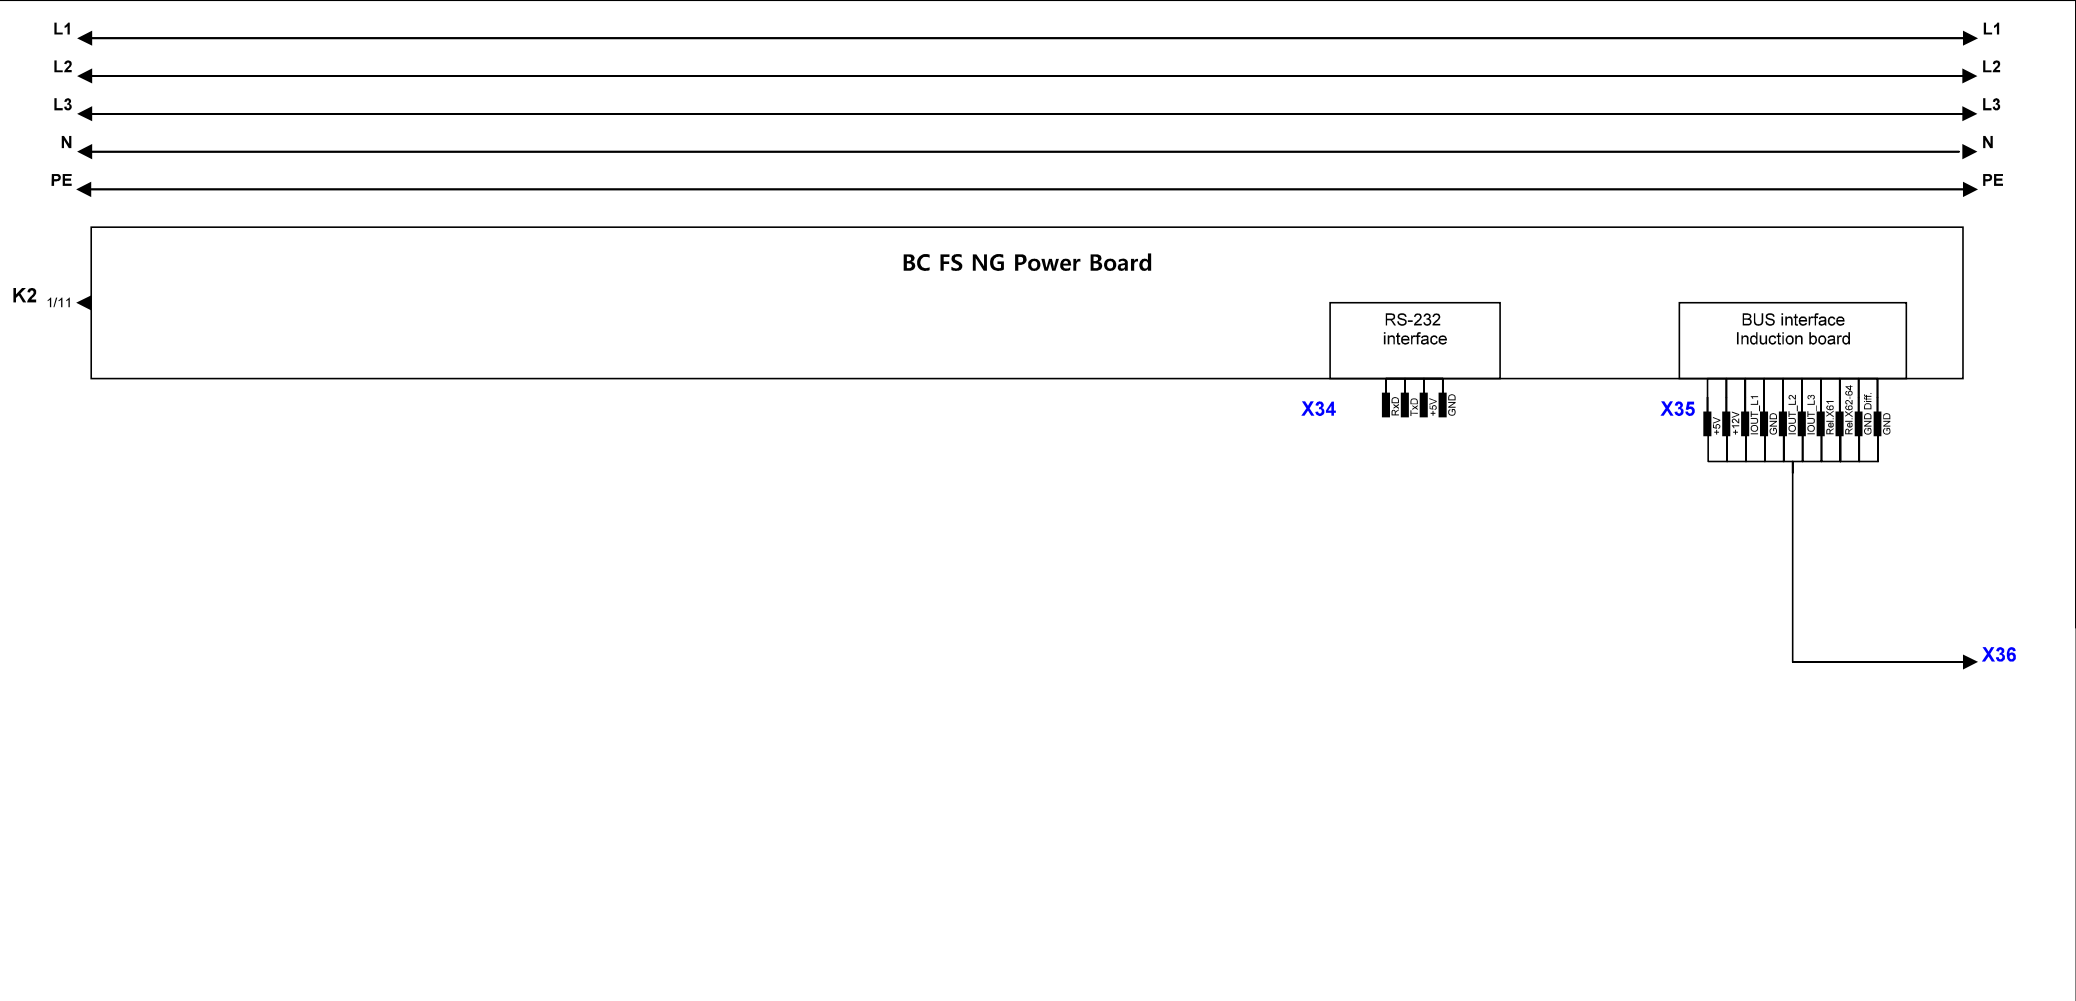 L1 L1
L2 L2
L3 L3
N N
PE PE
BC FS NG Power Board
K2 1/11
RS-232
interface
BUS interface
Induction board
X34
RxD
TxD
+5V
GND
X35
+5V
+12V
IOUT_L1
GND
IOUT_L2
IOUT_L3
Rel.X61
Rel.X62-64
GND Diff.
GND
X36